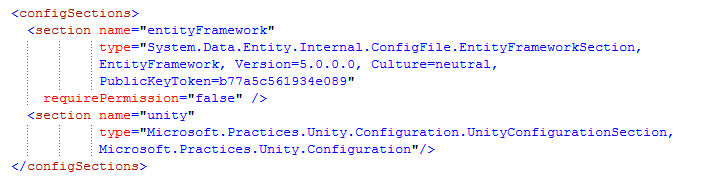 <configSections>
<section name="entityFramework"
type="System.Data.Entity.Internal.ConfigFile.EntityFrameworkSection,
EntityFramework, Version=5.0.0.0, Culture=neutral,
PublicKeyToken=b77a5c561934e089"
requirePermission="false" />
<section name="unity"
type="Microsoft.Practices.Unity.Configuration.UnityConfigurationSection,
Microsoft.Practices.Unity.Configuration"/>
</configSections>